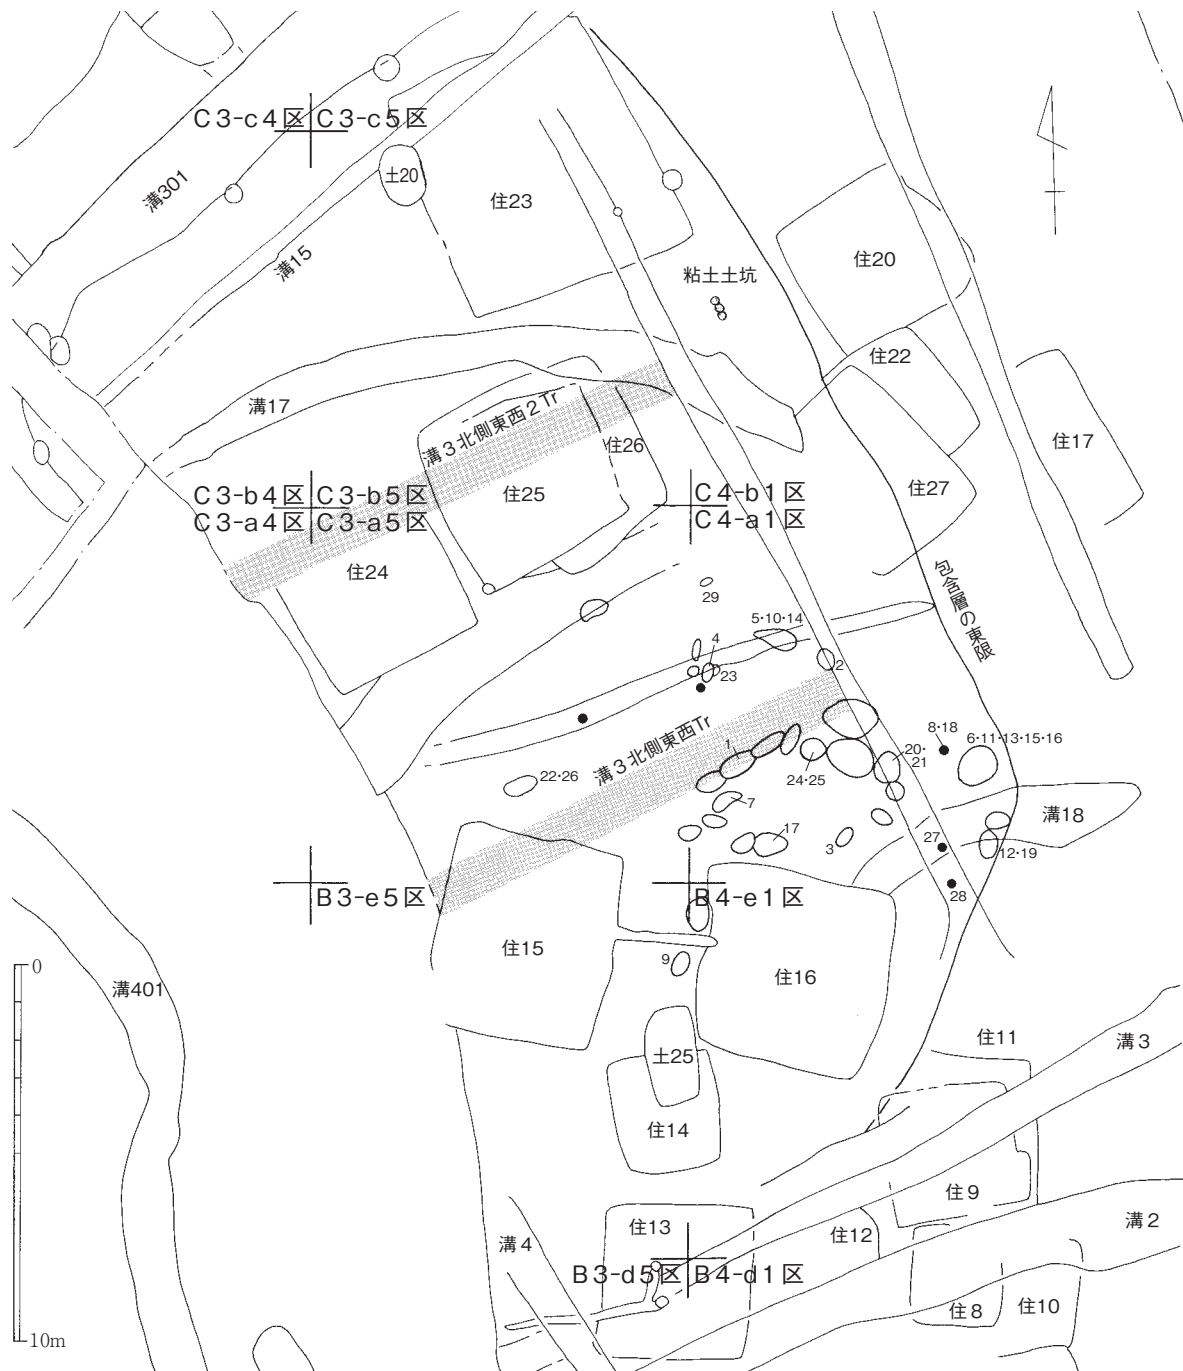 C3-c4区 C3-c5区
土20
住23
溝301
溝15
粘土土坑
住20
住22
溝17
溝3北側東西2Tr
住26
住17
C3-b4区 C3-b5区
住25
C4-b1区
住27
C3-a4区 C3-a5区
C4-a1区
住24
包含層の東限
29
5・10・14
4
2
23
溝3北側東西Tr
1
8・18
6・11・13・15・16
22・26
24・25
20・
21
7
17
3
27
溝18
12・19
28
B3-e5区
B4-e1区
住15
9
住16
0
溝401
住11
溝3
土25
住14
住9
住13
住12
溝2
溝4
B3-d5区 B4-d1区
住8
住10
10m